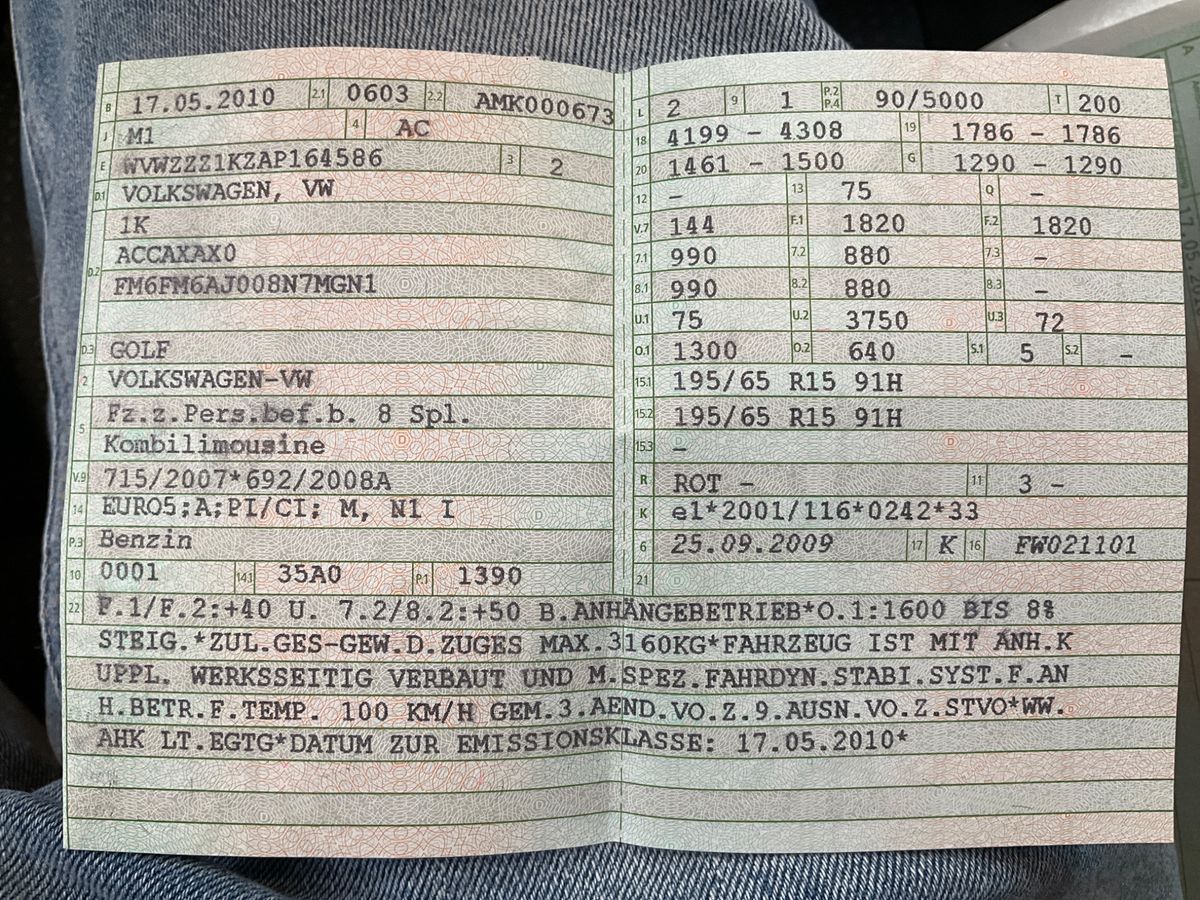 B 17.05.2010 2.1 0603 2.2 AMK000673
J M1 4 AC
E WVWZZZ1KZAP164586 3 2
D.1 VOLKSWAGEN, VW
1K
D.2 ACCAXAX0
FM6FM6AJ008N7MGN1
D.3 GOLF
2 VOLKSWAGEN-VW
5 Fz.z.Pers.bef.b. 8 Spl.
Kombilimousine
V.9 715/2007*692/2008A
14 EURO5;A;PI/CI; M, N1 I
P.3 Benzin
10 0001 14.1 35A0 P.1 1390
L 2 9 1 P.2 P.4 90/5000 T 200
18 4199 - 4308 19 1786 - 1786
20 1461 - 1500 G 1290 - 1290
12 - 13 75 Q -
V.7 144 F.1 1820 F.2 1820
7.1 990 7.2 880 7.3 -
8.1 990 8.2 880 8.3 -
U.1 75 U.2 3750 U.3 72
O.1 1300 O.2 640 S.1 5 S.2 -
15.1 195/65 R15 91H
15.2 195/65 R15 91H
15.3 -
R ROT - 11 3 -
K e1*2001/116*0242*33
6 25.09.2009 17 K 16 FW021101
21
22 F.1/F.2:+40 U. 7.2/8.2:+50 B.ANHÄNGEBETRIEB*O.1:1600 BIS 8%
STEIG.*ZUL.GES-GEW.D.ZUGES MAX.3160KG*FAHRZEUG IST MIT ANH.K
UPPL. WERKSSEITIG VERBAUT UND M.SPEZ.FAHRDYN.STABI.SYST.F.AN
H.BETR.F.TEMP. 100 KM/H GEM.3.AEND.VO.Z.9.AUSN.VO.Z.STVO*WW.
AHK LT.EGTG*DATUM ZUR EMISSIONSKLASSE: 17.05.2010*